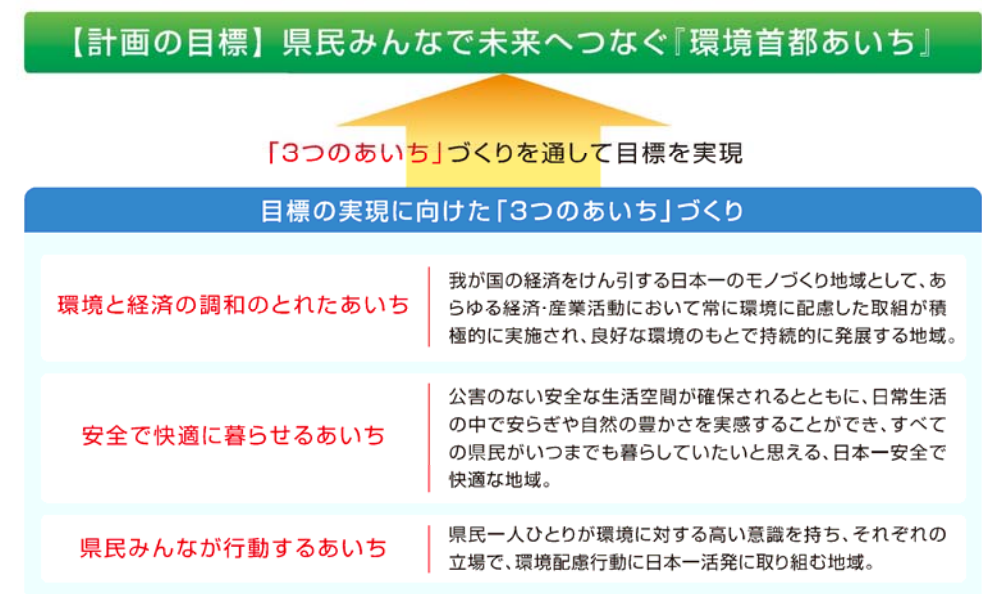 【計画の目標】県民みんなで未来へつなぐ『環境首都あいち』
「3つのあいち」づくりを通して目標を実現
目標の実現に向けた「3つのあいち」づくり
環境と経済の調和のとれたあいち
我が国の経済をけん引する日本一のモノづくり地域として、あ
らゆる経済・産業活動において常に環境に配慮した取組が積
極的に実施され、良好な環境のもとで持続的に発展する地域。
安全で快適に暮らせるあいち
公害のない安全な生活空間が確保されるとともに、日常生活
の中で安らぎや自然の豊かさを実感することができ、すべて
の県民がいつまでも暮らしていたいと思える、日本一安全で
快適な地域。
県民みんなが行動するあいち
県民一人ひとりが環境に対する高い意識を持ち、それぞれの
立場で、環境配慮行動に日本一活発に取り組む地域。